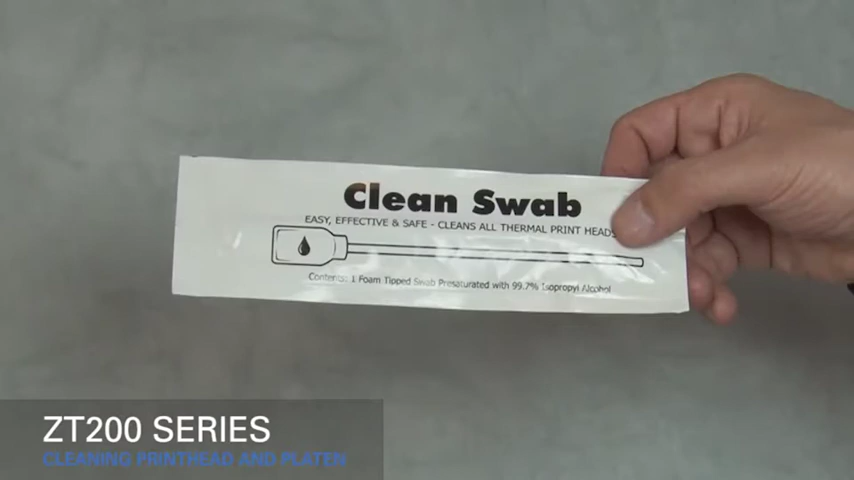 Clean Swab
EASY, EFFECTIVE & SAFE - CLEANS ALL THERMAL PRINT HEADS
Contents: 1 Foam Tipped Swab Presaturated with 99.7% Isopropyl Alcohol
ZT200 SERIES
CLEANING PRINTHEAD AND PLATEN